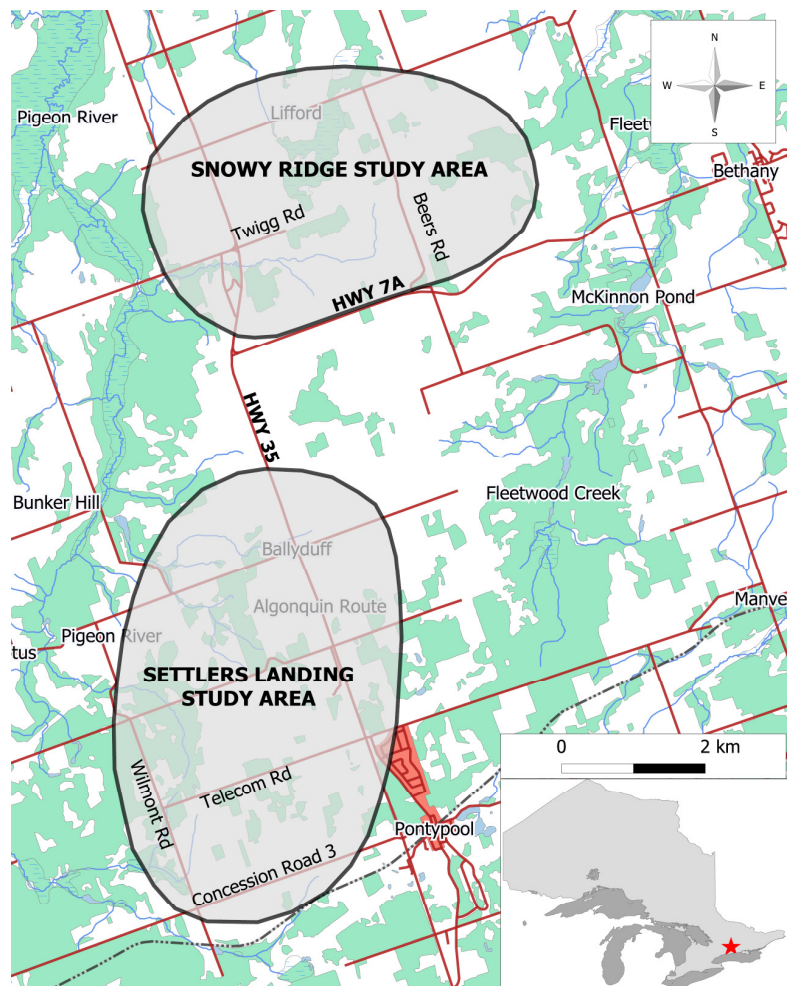 N
W E
S
Pigeon River
Lifford
Fleetw
Bethany
SNOWY RIDGE STUDY AREA
Twigg Rd
Beers Rd
HWY 7A
McKinnon Pond
HWY 35
Bunker Hill
Fleetwood Creek
Ballyduff
Algonquin Route
Manve
Pigeon River
tus
SETTLERS LANDING
STUDY AREA
Wilmont Rd
Telecom Rd
Pontypool
Concession Road 3
0 2 km